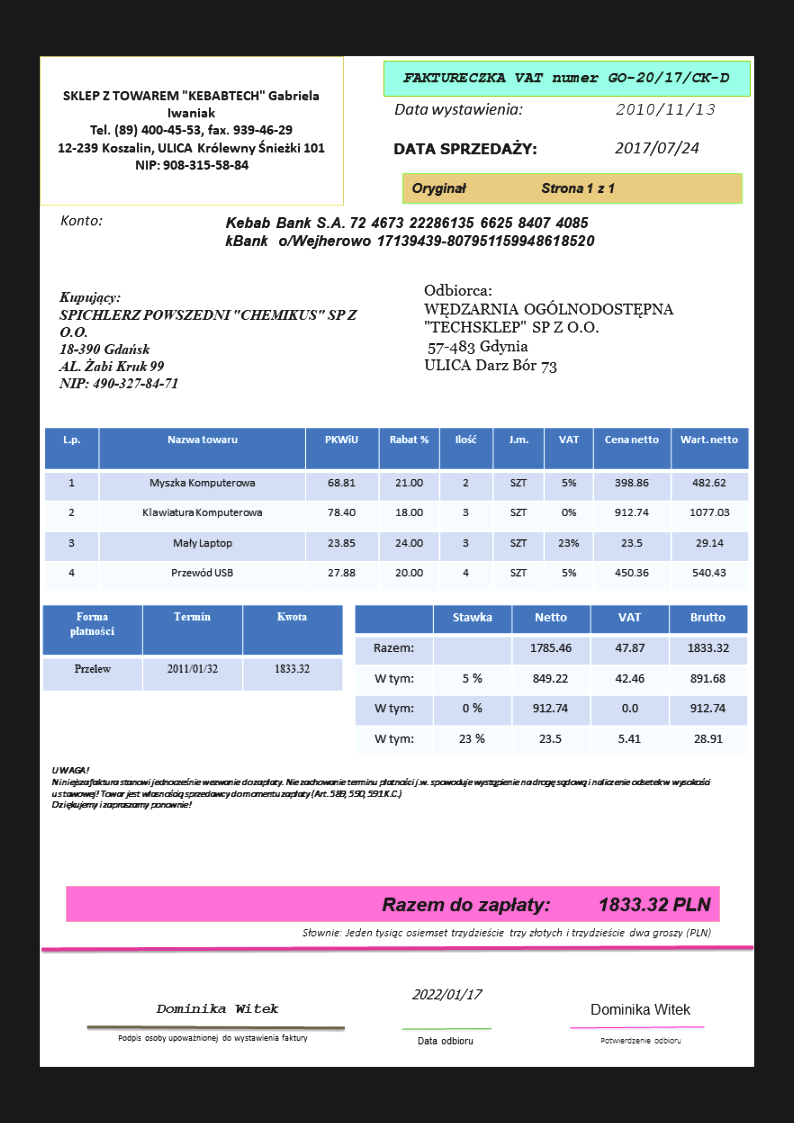 SKLEP Z TOWAREM "KEBABTECH" Gabriela
Iwaniak
Tel. (89) 400-45-53, fax. 939-46-29
12-239 Koszalin, ULICA Królewny Śnieżki 101
NIP: 908-315-58-84
FAKTURECZKA VAT numer GO-20/17/CK-D
Data wystawienia: 2010/11/13
DATA SPRZEDAŻY: 2017/07/24
Oryginał Strona 1 z 1
Konto: Kebab Bank S.A. 72 4673 22286135 6625 8407 4085
kBank o/Wejherowo 17139439-807951159948618520
Kupujący:
SPICHLERZ POWSZEDNI "CHEMIKUS" SP Z
O.O.
18-390 Gdańsk
AL. Żabi Kruk 99
NIP: 490-327-84-71
Odbiorca:
WĘDZARNIA OGÓLNODOSTĘPNA
"TECHSKLEP" SP Z O.O.
57-483 Gdynia
ULICA Darz Bór 73
L.p. Nazwa towaru PKWiU Rabat % Ilość J.m. VAT Cena netto Wart. netto
1 Myszka Komputerowa 68.81 21.00 2 SZT 5% 398.86 482.62
2 Klawiatura Komputerowa 78.40 18.00 3 SZT 0% 912.74 1077.03
3 Mały Laptop 23.85 24.00 3 SZT 23% 23.5 29.14
4 Przewód USB 27.88 20.00 4 SZT 5% 450.36 540.43
Forma
płatności Termin Kwota
Przelew 2011/01/32 1833.32
Stawka Netto VAT Brutto
Razem: 1785.46 47.87 1833.32
W tym: 5 % 849.22 42.46 891.68
W tym: 0 % 912.74 0.0 912.74
W tym: 23 % 23.5 5.41 28.91
UWAGA!
Niniejsza faktura stanowi jednocześnie wezwanie do zapłaty. Nie zachowanie terminu płatności j.w. spowoduje wystąpienie na drogę sądową i naliczenie odsetek w wysokości
ustawowej! Towar jest własnością sprzedawcy do momentu zapłaty (Art. 589, 590, 591 K.C.)
Dziękujemy i zapraszamy ponownie!
Razem do zapłaty: 1833.32 PLN
Słownie: Jeden tysiąc osiemset trzydzieście trzy złotych i trzydzieście dwa groszy (PLN)
Dominika Witek
Podpis osoby upoważnionej do wystawienia faktury
2022/01/17
Data odbioru
Dominika Witek
Potwierdzenie odbioru